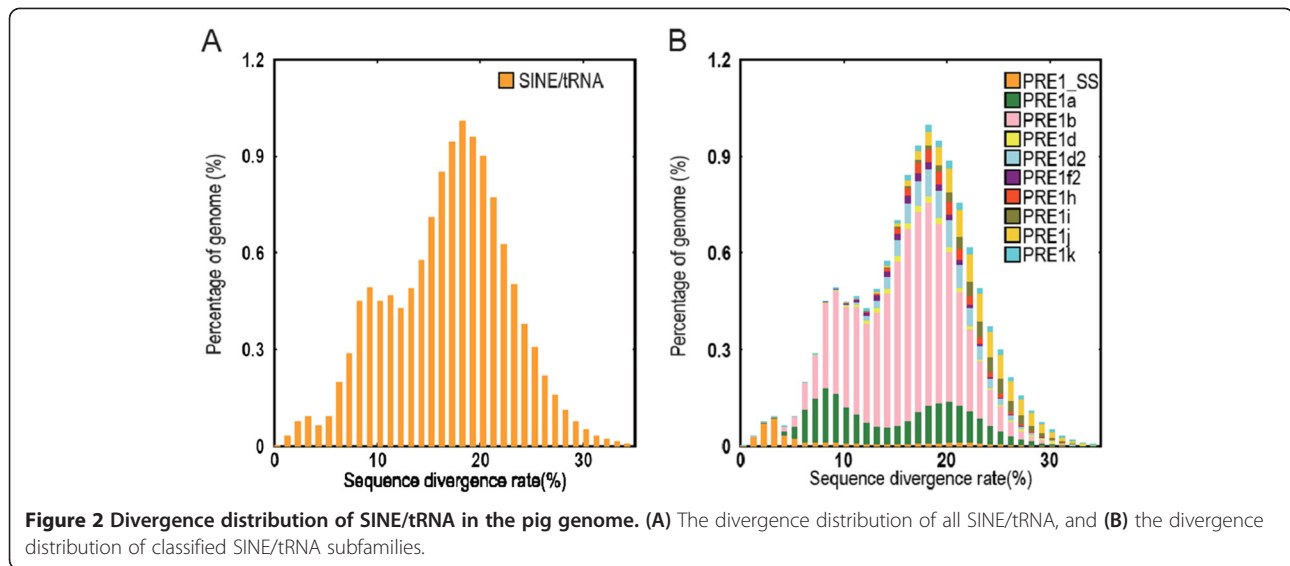 A
1.2
0.9
0.6
0.3
0
Percentage of genome (%)
SINE/tRNA
0
10
20
30
Sequence divergence rate(%)
B
1.2
0.9
0.6
0.3
0
Percentage of genome (%)
PRE1_SS
PRE1a
PRE1b
PRE1d
PRE1d2
PRE1f2
PRE1h
PRE1i
PRE1j
PRE1k
0
10
20
30
Sequence divergence rate(%)
Figure 2 Divergence distribution of SINE/tRNA in the pig genome. (A) The divergence distribution of all SINE/tRNA, and (B) the divergence
distribution of classified SINE/tRNA subfamilies.